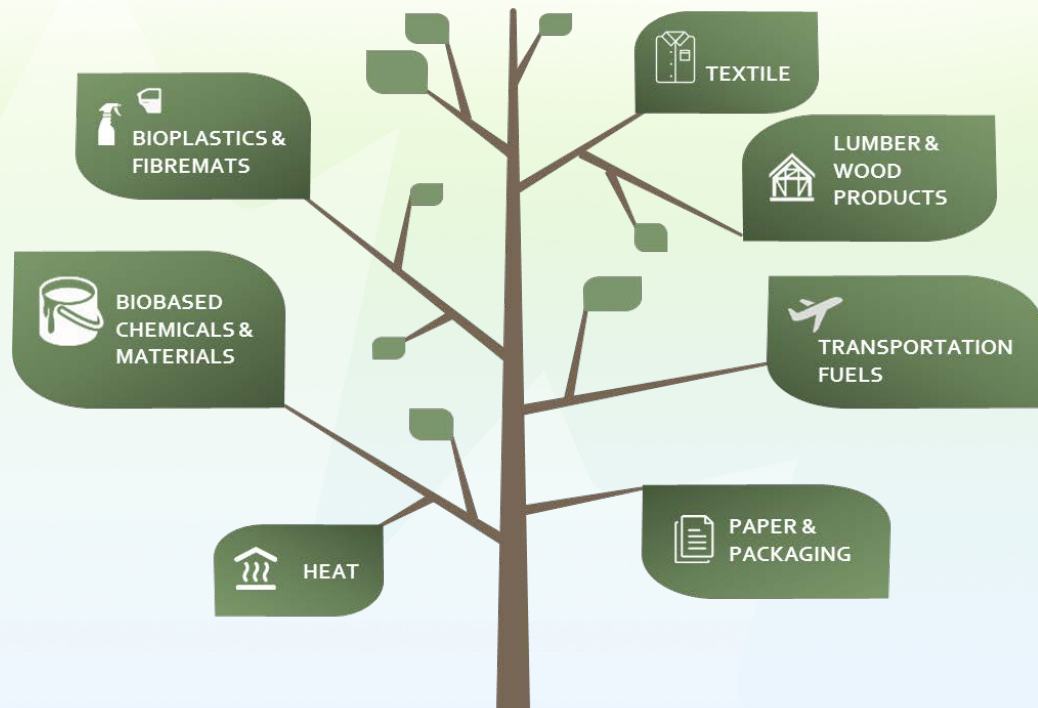 TEXTILE
BIOPLASTICS &
FIBREMATS
LUMBER &
WOOD
PRODUCTS
BIOBASED
CHEMICALS &
MATERIALS
TRANSPORTATION
FUELS
HEAT
PAPER &
PACKAGING